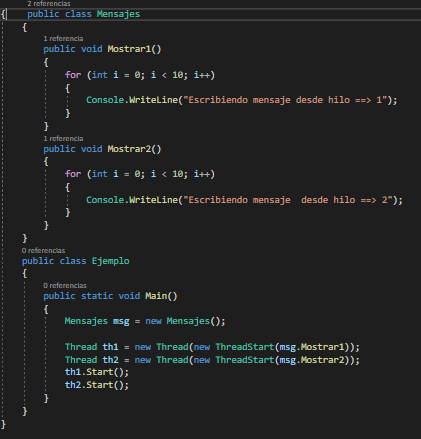 2 referencias
{    public class Mensajes
{
1 referencia
public void Mostrar1()
{
for (int i = 0; i < 10; i++)
{
Console.WriteLine("Escribiendo mensaje desde hilo ==> 1");
}
}
1 referencia
public void Mostrar2()
{
for (int i = 0; i < 10; i++)
{
Console.WriteLine("Escribiendo mensaje  desde hilo ==> 2");
}
}
}
0 referencias
public class Ejemplo
{
0 referencias
public static void Main()
{
Mensajes msg = new Mensajes();
Thread th1 = new Thread(new ThreadStart(msg.Mostrar1));
Thread th2 = new Thread(new ThreadStart(msg.Mostrar2));
th1.Start();
th2.Start();
}
}
}